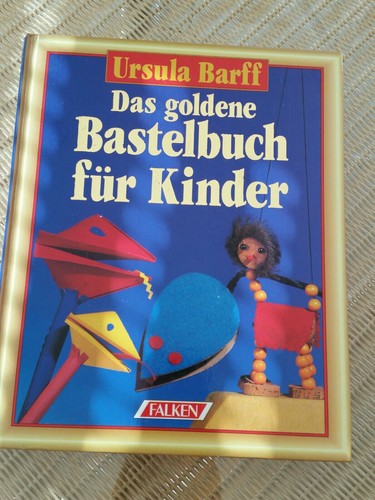 Ursula Barff
Das goldene
Bastelbuch
für Kinder
FALKEN